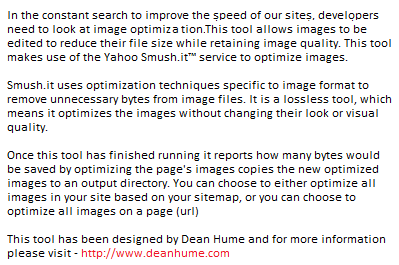 In the constant search to improve the speed of our sites, developers
need to look at image optimization.This tool allows images to be
edited to reduce their file size while retaining image quality. This tool
makes use of the Yahoo Smush.it™ service to optimize images.
Smush.it uses optimization techniques specific to image format to
remove unnecessary bytes from image files. It is a lossless tool, which
means it optimizes the images without changing their look or visual
quality.
Once this tool has finished running it reports how many bytes would
be saved by optimizing the page's images copies the new optimized
images to an output directory. You can choose to either optimize all
images in your site based on your sitemap, or you can choose to
optimize all images on a page (url)
This tool has been designed by Dean Hume and for more information
please visit - http://www.deanhume.com